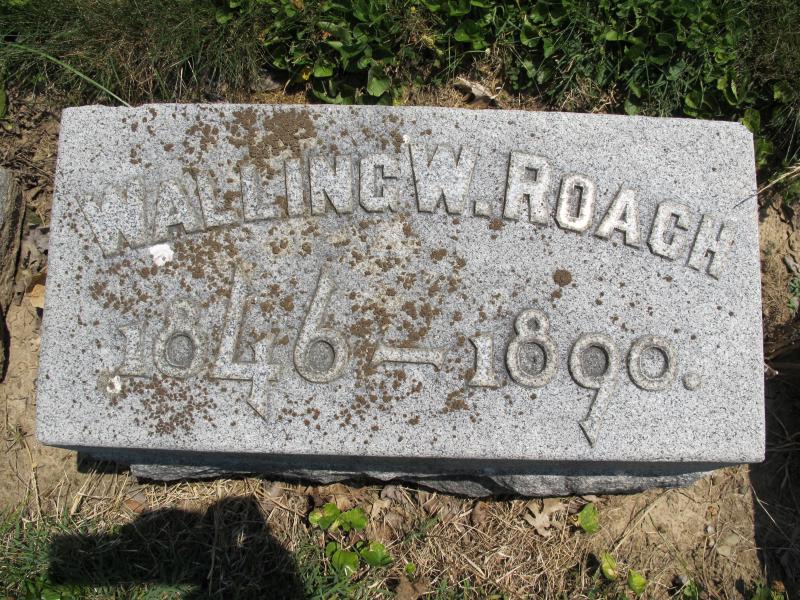 WALLING W. ROACH
1846 — 1890.